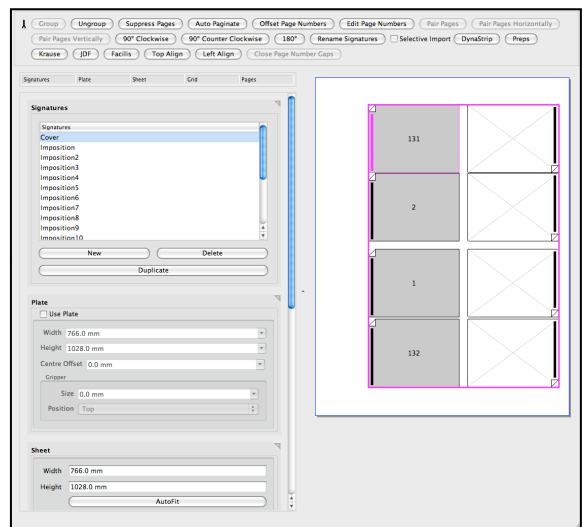 Group Ungroup Suppress Pages Auto Paginate Offset Page Numbers Edit Page Numbers Pair Pages Pair Pages Horizontally
Pair Pages Vertically 90° Clockwise 90° Counter Clockwise 180° Rename Signatures Selective Import DynaStrip Preps
Krause JDF Facilis Top Align Left Align Close Page Number Gaps
Signatures Plate Sheet Grid Pages
Signatures
Signatures
Cover
Imposition
Imposition2
Imposition3
Imposition4
Imposition5
Imposition6
Imposition7
Imposition8
Imposition9
Imposition10
New Delete
Duplicate
Plate
Use Plate
Width 766.0 mm
Height 1028.0 mm
Centre Offset 0.0 mm
Gripper
Size 0.0 mm
Position Top
Sheet
Width 766.0 mm
Height 1028.0 mm
AutoFit
131
2
1
132